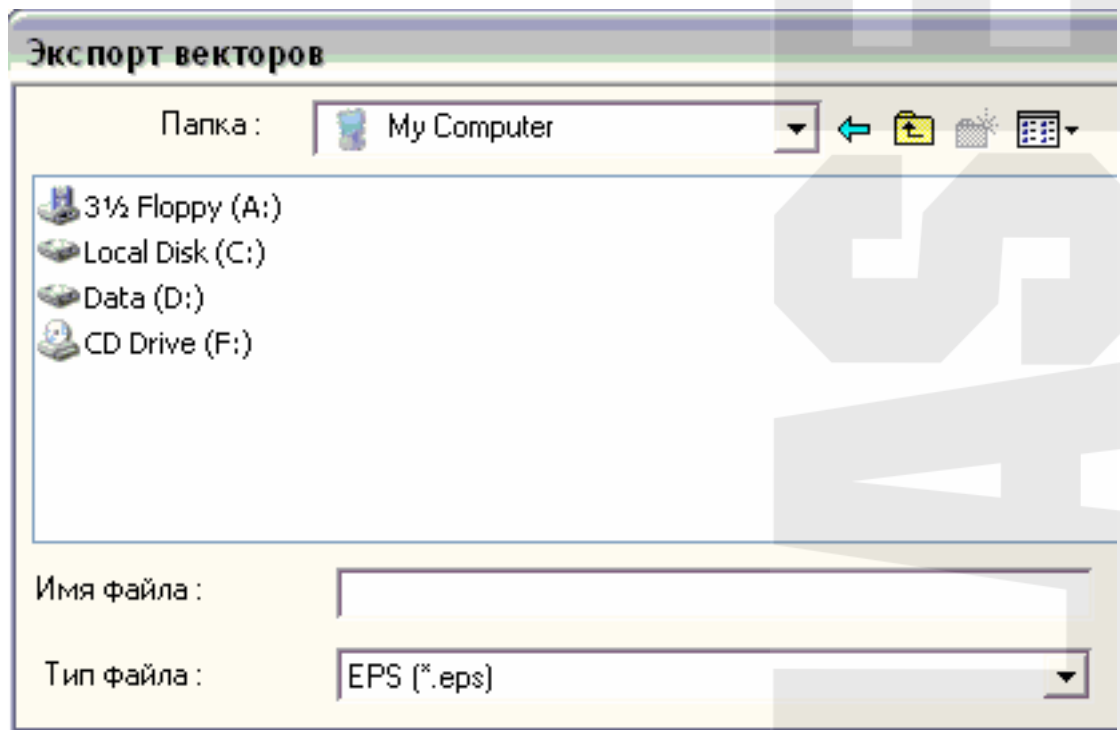 Экспорт векторов
Папка :
My Computer
3½ Floppy (A:)
Local Disk (C:)
Data (D:)
CD Drive (F:)
Имя файла :
Тип файла :
EPS (*.eps)